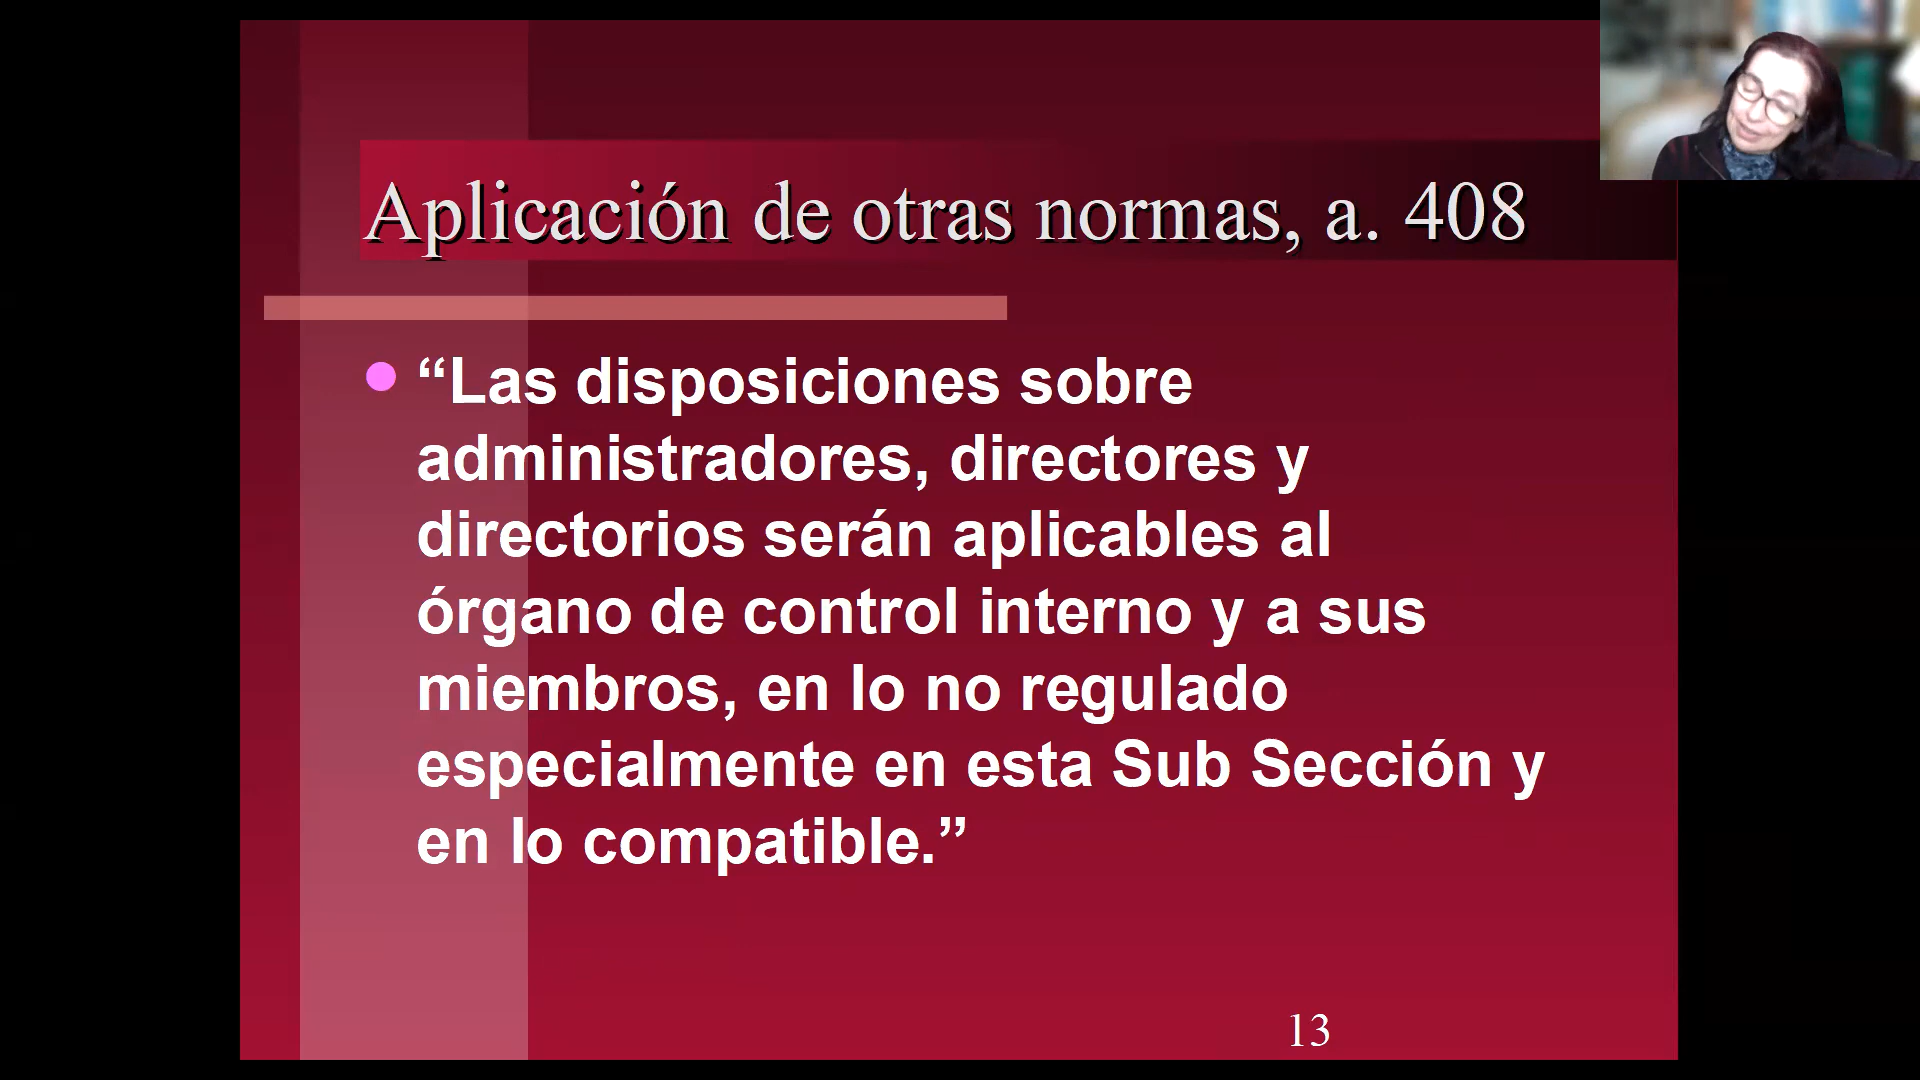 Aplicación de otras normas, a. 408
“Las disposiciones sobre
administradores, directores y
directorios serán aplicables al
órgano de control interno y a sus
miembros, en lo no regulado
especialmente en esta Sub Sección y
en lo compatible.”
13